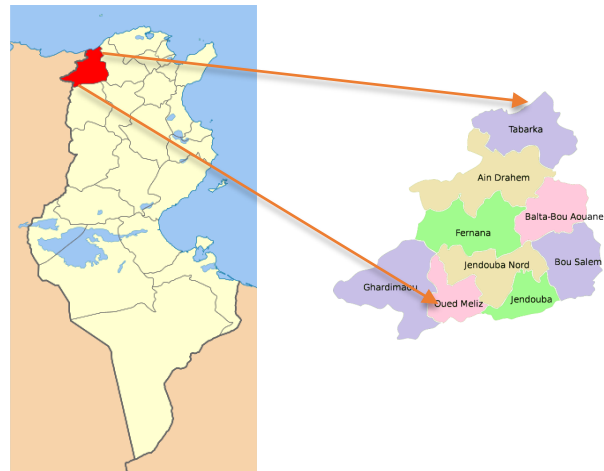 Tabarka
Ain Drahem
Balta-Bou Aouane
Fernana
Bou Salem
Jendouba Nord
Ghardimaou
Oued Meliz
Jendouba